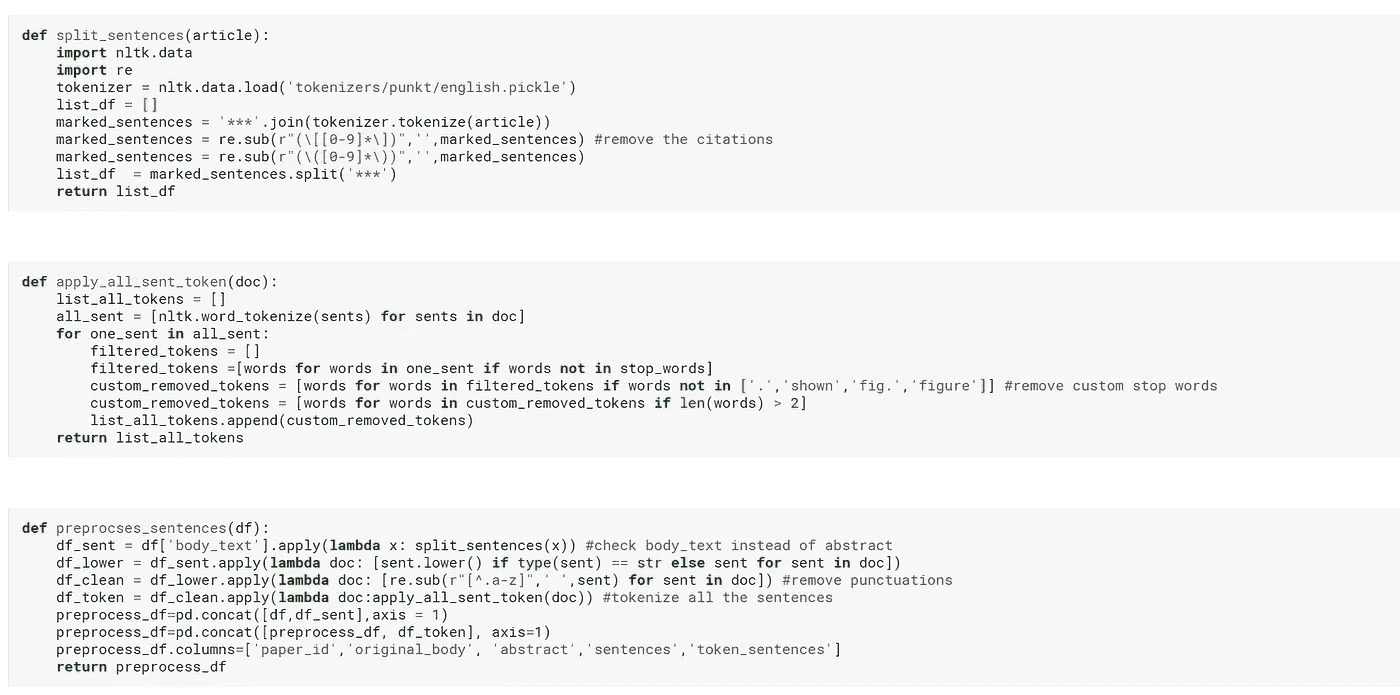 def split_sentences(article):
    import nltk.data
    import re
    tokenizer = nltk.data.load('tokenizers/punkt/english.pickle')
    list_df = []
    marked_sentences = '***'.join(tokenizer.tokenize(article))
    marked_sentences = re.sub(r"(\[[0-9]*\])",'',marked_sentences) #remove the citations
    marked_sentences = re.sub(r"(\([0-9]*\))",'',marked_sentences)
    list_df  = marked_sentences.split('***')
    return list_df
def apply_all_sent_token(doc):
    list_all_tokens = []
    all_sent = [nltk.word_tokenize(sents) for sents in doc]
    for one_sent in all_sent:
        filtered_tokens = []
        filtered_tokens =[words for words in one_sent if words not in stop_words]
        custom_removed_tokens = [words for words in filtered_tokens if words not in ['.','shown','fig.','figure']] #remove custom stop words
        custom_removed_tokens = [words for words in custom_removed_tokens if len(words) > 2]
        list_all_tokens.append(custom_removed_tokens)
    return list_all_tokens
def preprocses_sentences(df):
    df_sent = df['body_text'].apply(lambda x: split_sentences(x)) #check body_text instead of abstract
    df_lower = df_sent.apply(lambda doc: [sent.lower() if type(sent) == str else sent for sent in doc])
    df_clean = df_lower.apply(lambda doc: [re.sub(r"[^.a-z]",' ',sent) for sent in doc]) #remove punctuations
    df_token = df_clean.apply(lambda doc:apply_all_sent_token(doc)) #tokenize all the sentences
    preprocess_df=pd.concat([df,df_sent],axis = 1)
    preprocess_df=pd.concat([preprocess_df, df_token], axis=1)
    preprocess_df.columns=['paper_id','original_body', 'abstract','sentences','token_sentences']
    return preprocess_df